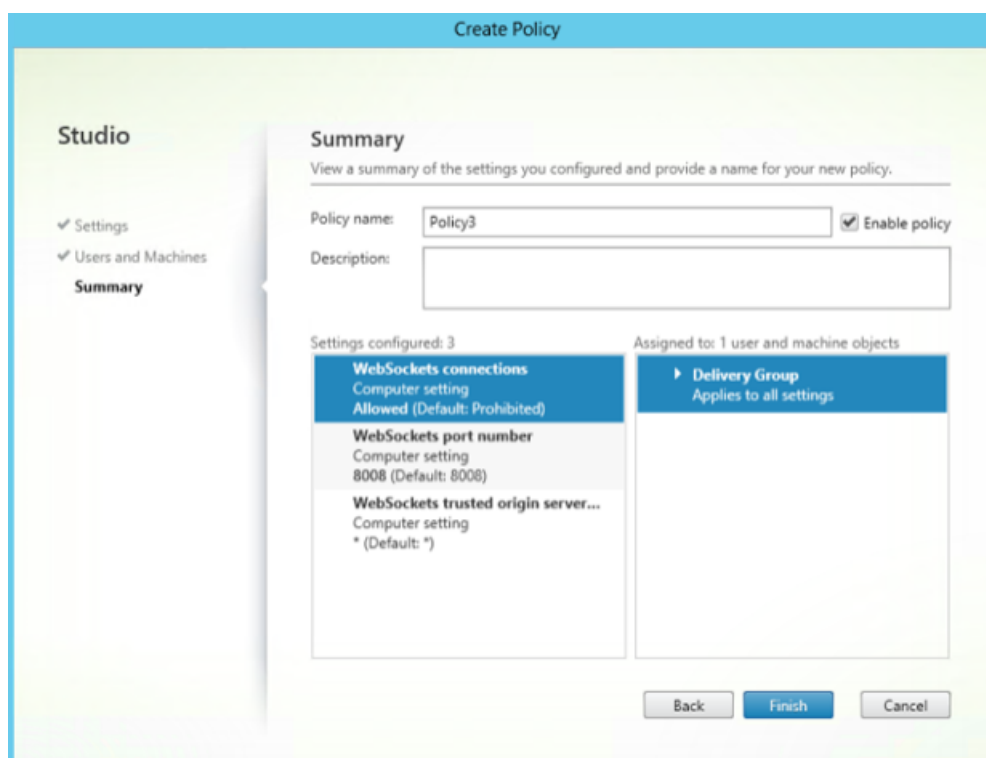 Create Policy
Studio
Settings
Users and Machines
Summary
Summary
View a summary of the settings you configured and provide a name for your new policy.
Policy name:
Policy3
Enable policy
Description:
Settings configured: 3
WebSockets connections
Computer setting
Allowed (Default: Prohibited)
WebSockets port number
Computer setting
8008 (Default: 8008)
WebSockets trusted origin server...
Computer setting
* (Default: *)
Assigned to: 1 user and machine objects
Delivery Group
Applies to all settings
Back
Finish
Cancel